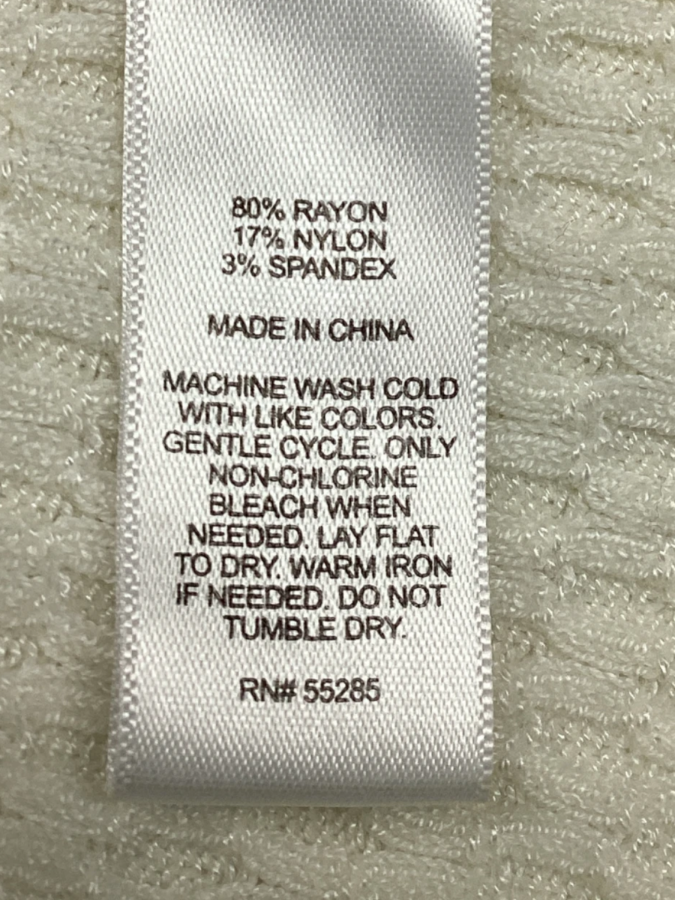 80% RAYON
17% NYLON
3% SPANDEX
MADE IN CHINA
MACHINE WASH COLD
WITH LIKE COLORS.
GENTLE CYCLE. ONLY
NON-CHLORINE
BLEACH WHEN
NEEDED. LAY FLAT
TO DRY. WARM IRON
IF NEEDED. DO NOT
TUMBLE DRY.
RN# 55285